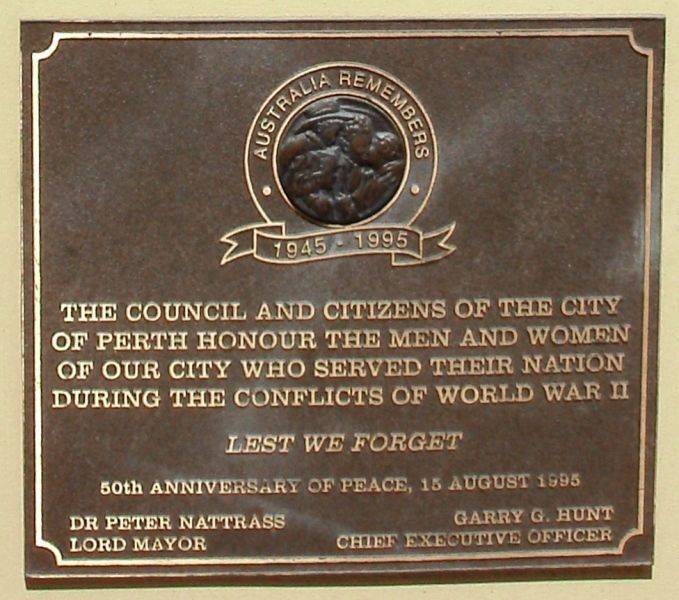 AUSTRALIA REMEMBERS
1945 - 1995
THE COUNCIL AND CITIZENS OF THE CITY
OF PERTH HONOUR THE MEN AND WOMEN
OF OUR CITY WHO SERVED THEIR NATION
DURING THE CONFLICTS OF WORLD WAR II
LEST WE FORGET
50th ANNIVERSARY OF PEACE, 15 AUGUST 1995
DR PETER NATTRASS
LORD MAYOR
GARRY G. HUNT
CHIEF EXECUTIVE OFFICER